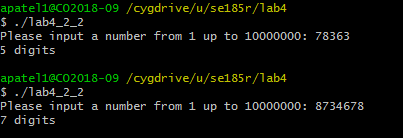 apatel1@CO2018-09 /cygdrive/u/se185r/lab4
$ ./lab4_2_2
Please input a number from 1 up to 10000000: 78363
5 digits
apatel1@CO2018-09 /cygdrive/u/se185r/lab4
$ ./lab4_2_2
Please input a number from 1 up to 10000000: 8734678
7 digits